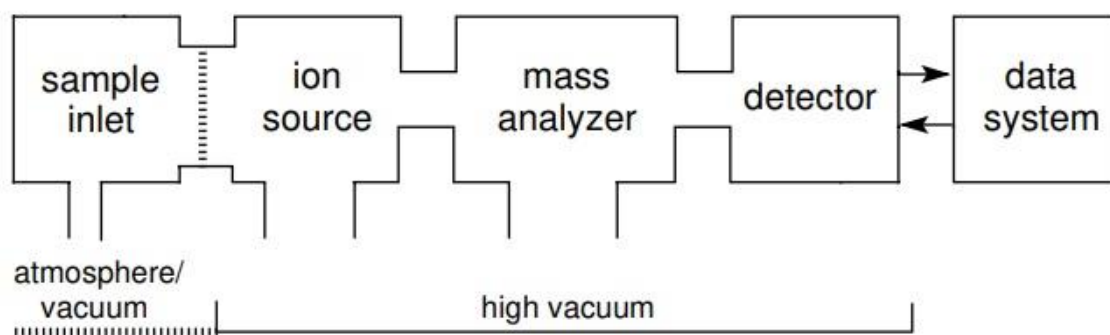 sample
inlet
ion
source
mass
analyzer
detector
data
system
atmosphere/
vacuum
high vacuum